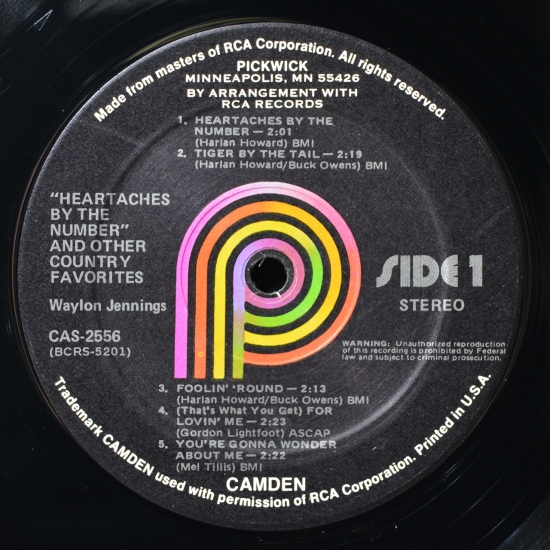 Made from masters of RCA Corporation. All rights reserved.
PICKWICK
MINNEAPOLIS, MN 55426
BY ARRANGEMENT WITH
RCA RECORDS
1. HEARTACHES BY THE
NUMBER — 2:01
(Harlan Howard) BMI
2. TIGER BY THE TAIL — 2:19
(Harlan Howard/Buck Owens) BMI
"HEARTACHES
BY THE
NUMBER"
AND OTHER
COUNTRY
FAVORITES
Waylon Jennings
CAS-2556
(BCRS-5201)
SIDE 1
STEREO
WARNING: Unauthorized reproduction
of this recording is prohibited by Federal
law and subject to criminal prosecution.
3. FOOLIN' 'ROUND — 2:13
(Harlan Howard/Buck Owens) BMI
4. (That's What You Get) FOR
LOVIN' ME — 2:23
(Gordon Lightfoot) ASCAP
5. YOU'RE GONNA WONDER
ABOUT ME — 2:22
(Mel Tillis) BMI
CAMDEN
Trademark CAMDEN used with permission of RCA Corporation. Printed in U.S.A.